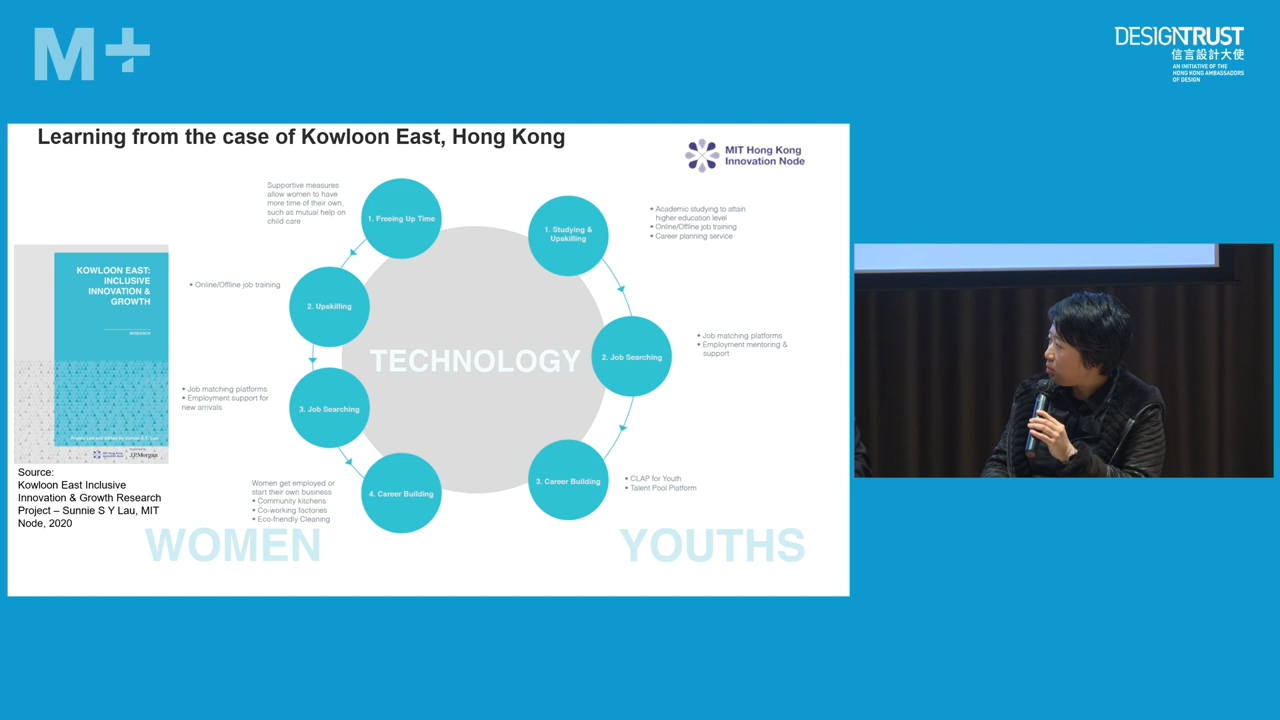 M+
DESIGNTRUST
信言設計大使
AN INITIATIVE OF THE
HONG KONG AMBASSADORS
OF DESIGN
Learning from the case of Kowloon East, Hong Kong
MIT Hong Kong
Innovation Node
Supportive measures
allow women to have
more time of their own,
such as mutual help on
child care
1. Freeing Up Time
• Online/Offline job training
2. Upskilling
• Job matching platforms
• Employment support for
new arrivals
3. Job Searching
Women get employed or
start their own business
• Community kitchens
• Co-working factories
• Eco-friendly Cleaning
4. Career Building
WOMEN
TECHNOLOGY
1. Studying &
Upskilling
• Academic studying to attain
higher education level
• Online/Offline job training
• Career planning service
2. Job Searching
• Job matching platforms
• Employment mentoring &
support
3. Career Building
• CLAP for Youth
• Talent Pool Platform
YOUTHS
KOWLOON EAST:
INCLUSIVE
INNOVATION &
GROWTH
RESEARCH
MIT Hong Kong
Innovation Node
J.P.Morgan
Source:
Kowloon East Inclusive
Innovation & Growth Research
Project – Sunnie S Y Lau, MIT
Node, 2020